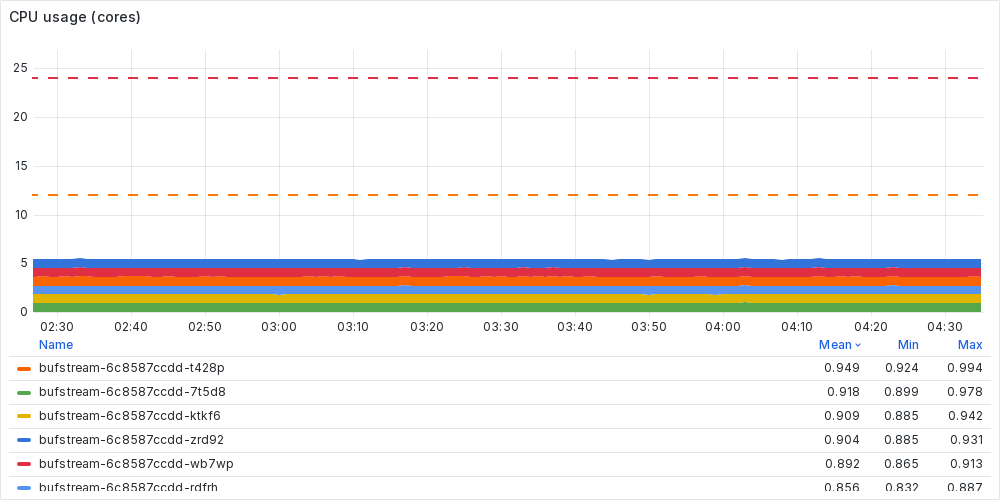 CPU usage (cores)
25
20
15
10
5
0
02:30 02:40 02:50 03:00 03:10 03:20 03:30 03:40 03:50 04:00 04:10 04:20 04:30
Name Mean Min Max
bufstream-6c8587ccdd-t428p 0.949 0.924 0.994
bufstream-6c8587ccdd-7t5d8 0.918 0.899 0.978
bufstream-6c8587ccdd-ktkf6 0.909 0.885 0.942
bufstream-6c8587ccdd-zrd92 0.904 0.885 0.931
bufstream-6c8587ccdd-wb7wp 0.892 0.865 0.913
bufstream-6c8587ccdd-rdfrh 0.856 0.832 0.887